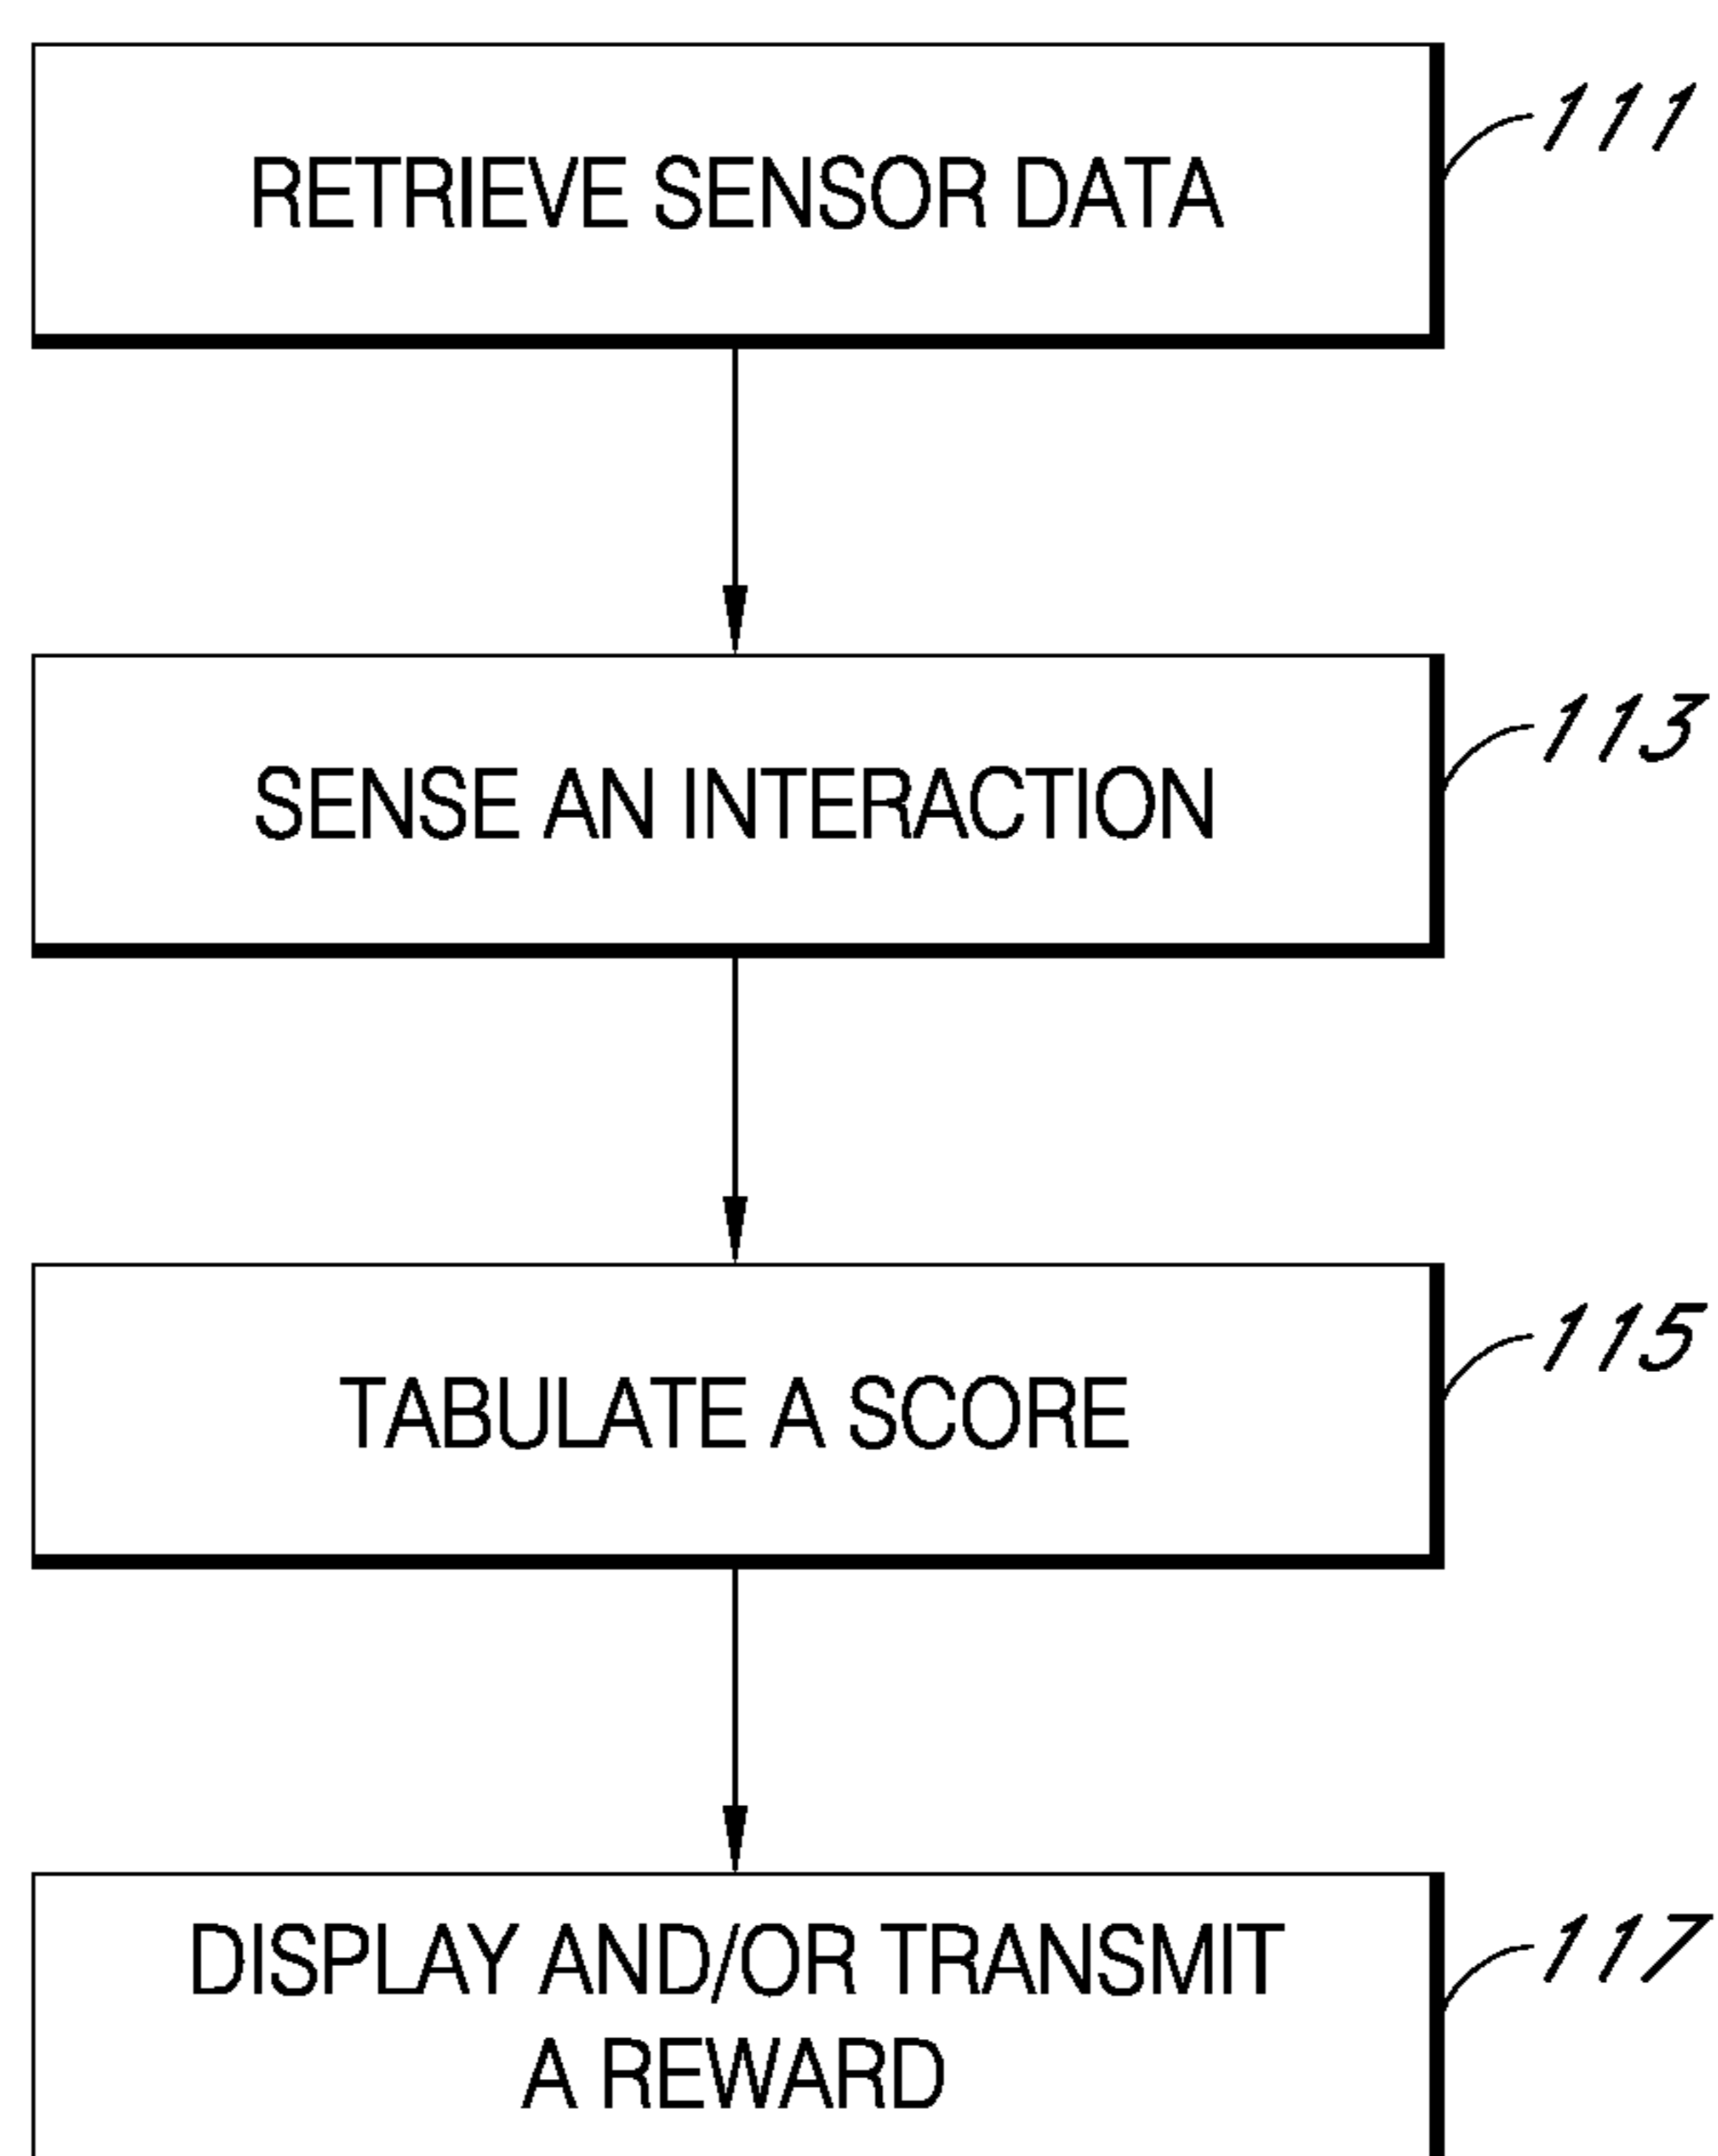 RETRIEVE SENSOR DATA
111
SENSE AN INTERACTION
113
TABULATE A SCORE
115
DISPLAY AND/OR TRANSMIT
A REWARD
117